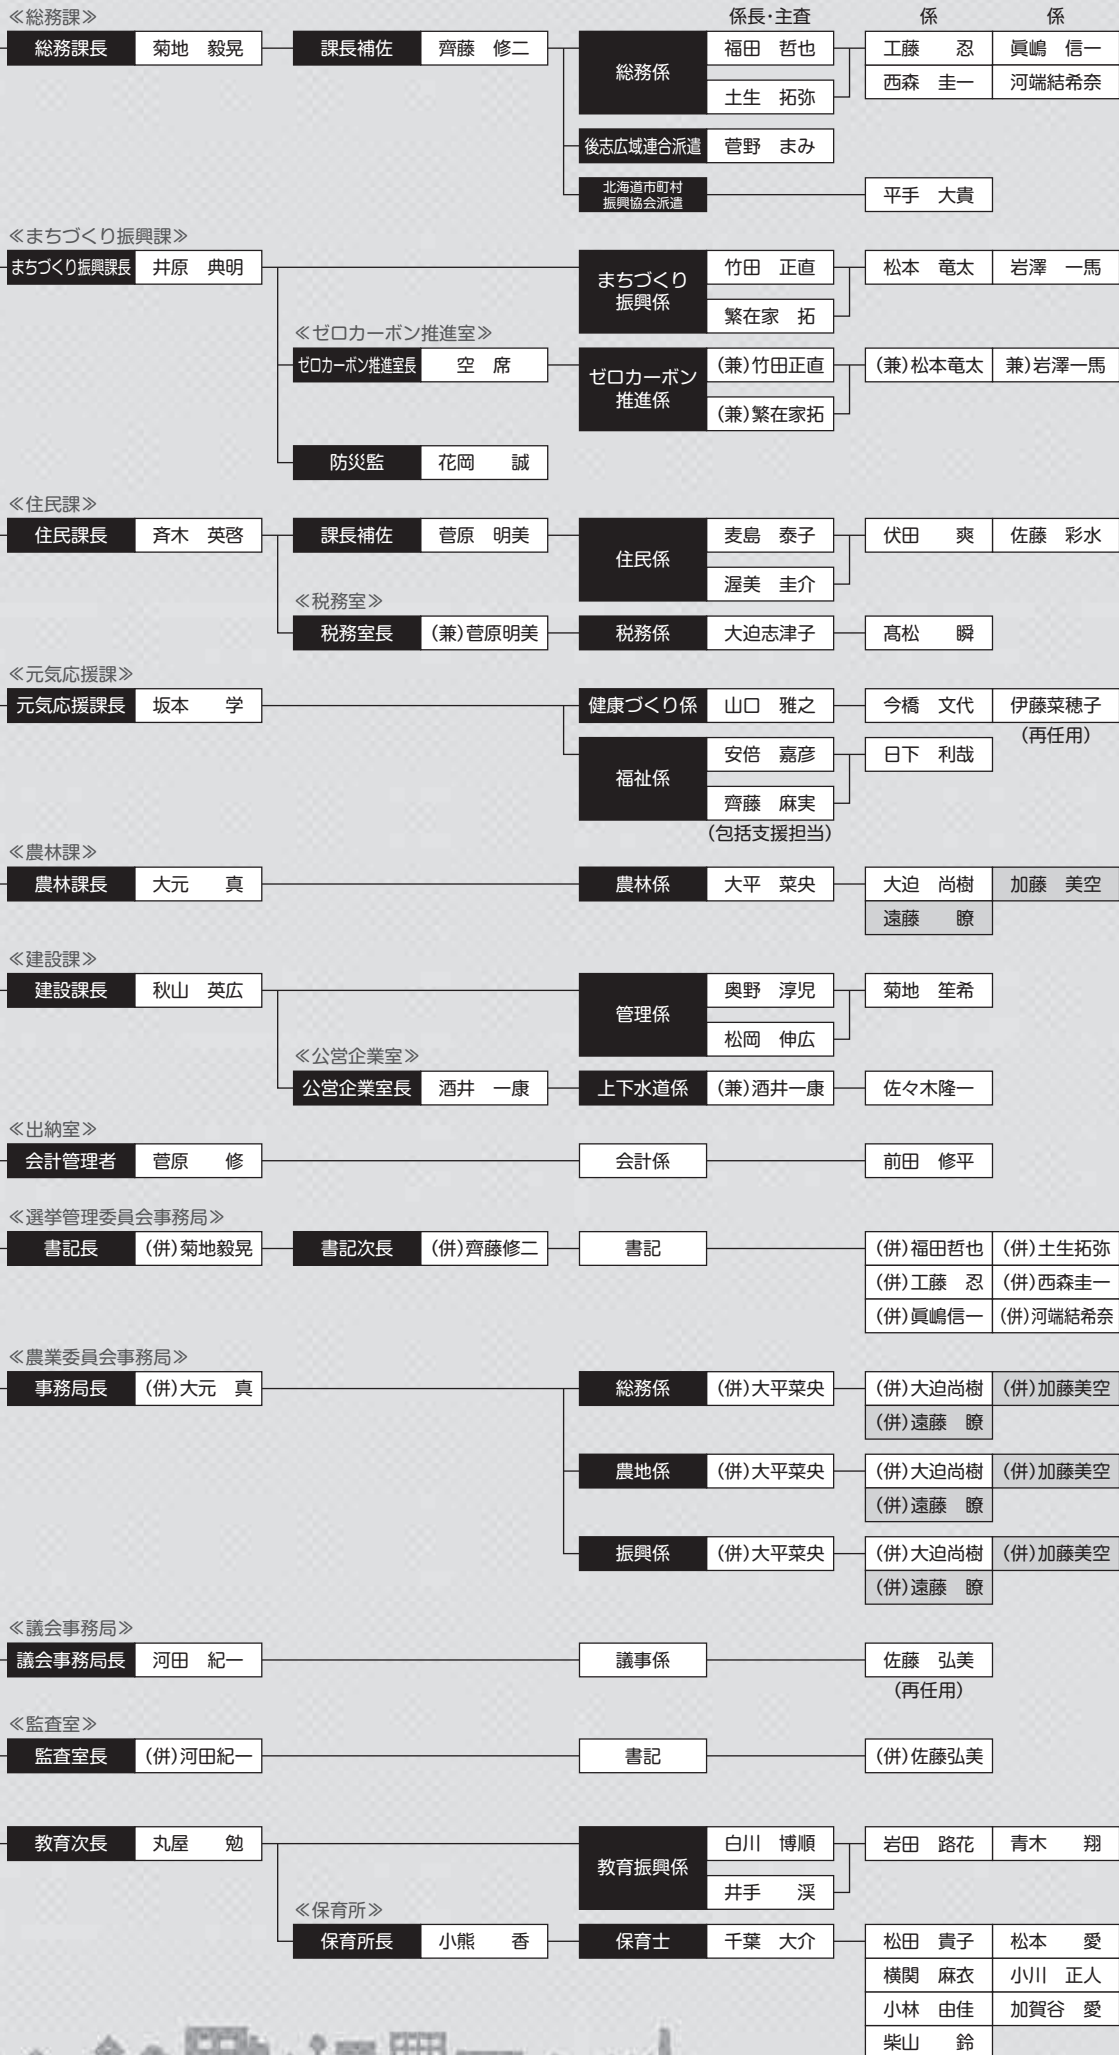 ≪総務課≫ 係長・主査 係 係
総務課長 菊地　毅晃 課長補佐 齊藤　修二 総務係 福田　哲也 工藤　　忍 眞嶋　信一
土生　拓弥 西森　圭一 河端結希奈
後志広域連合派遣 菅野　まみ
北海道市町村
振興協会派遣 平手　大貴
≪まちづくり振興課≫
まちづくり振興課長 井原　典明 まちづくり
振興係 竹田　正直 松本　竜太 岩澤　一馬
繁在家　拓
≪ゼロカーボン推進室≫
ゼロカーボン推進室長 空　席 ゼロカーボン
推進係 (兼)竹田正直 (兼)松本竜太 兼)岩澤一馬
(兼)繁在家拓
防災監 花岡　　誠
≪住民課≫
住民課長 斉木　英啓 課長補佐 菅原　明美 住民係 麦島　泰子 伏田　　爽 佐藤　彩水
渥美　圭介
≪税務室≫
税務室長 (兼)菅原明美 税務係 大迫志津子 髙松　　瞬
≪元気応援課≫
元気応援課長 坂本　　学 健康づくり係 山口　雅之 今橋　文代 伊藤菜穂子
(再任用)
福祉係 安倍　嘉彦 日下　利哉
齊藤　麻実
(包括支援担当)
≪農林課≫
農林課長 大元　　真 農林係 大平　菜央 大迫　尚樹 加藤　美空
遠藤　　瞭
≪建設課≫
建設課長 秋山　英広 管理係 奥野　淳児 菊地　笙希
松岡　伸広
≪公営企業室≫
公営企業室長 酒井　一康 上下水道係 (兼)酒井一康 佐々木隆一
≪出納室≫
会計管理者 菅原　　修 会計係 前田　修平
≪選挙管理委員会事務局≫
書記長 (併)菊地毅晃 書記次長 (併)齊藤修二 書記 (併)福田哲也 (併)土生拓弥
(併)工藤　忍 (併)西森圭一
(併)眞嶋信一 (併)河端結希奈
≪農業委員会事務局≫
事務局長 (併)大元　真 総務係 (併)大平菜央 (併)大迫尚樹 (併)加藤美空
(併)遠藤　瞭
農地係 (併)大平菜央 (併)大迫尚樹 (併)加藤美空
(併)遠藤　瞭
振興係 (併)大平菜央 (併)大迫尚樹 (併)加藤美空
(併)遠藤　瞭
≪議会事務局≫
議会事務局長 河田　紀一 議事係 佐藤　弘美
(再任用)
≪監査室≫
監査室長 (併)河田紀一 書記 (併)佐藤弘美
教育次長 丸屋　　勉 教育振興係 白川　博順 岩田　路花 青木　　翔
井手　　渓
≪保育所≫
保育所長 小熊　　香 保育士 千葉　大介 松田　貴子 松本　　愛
横関　麻衣 小川　正人
小林　由佳 加賀谷　愛
柴山　　鈴